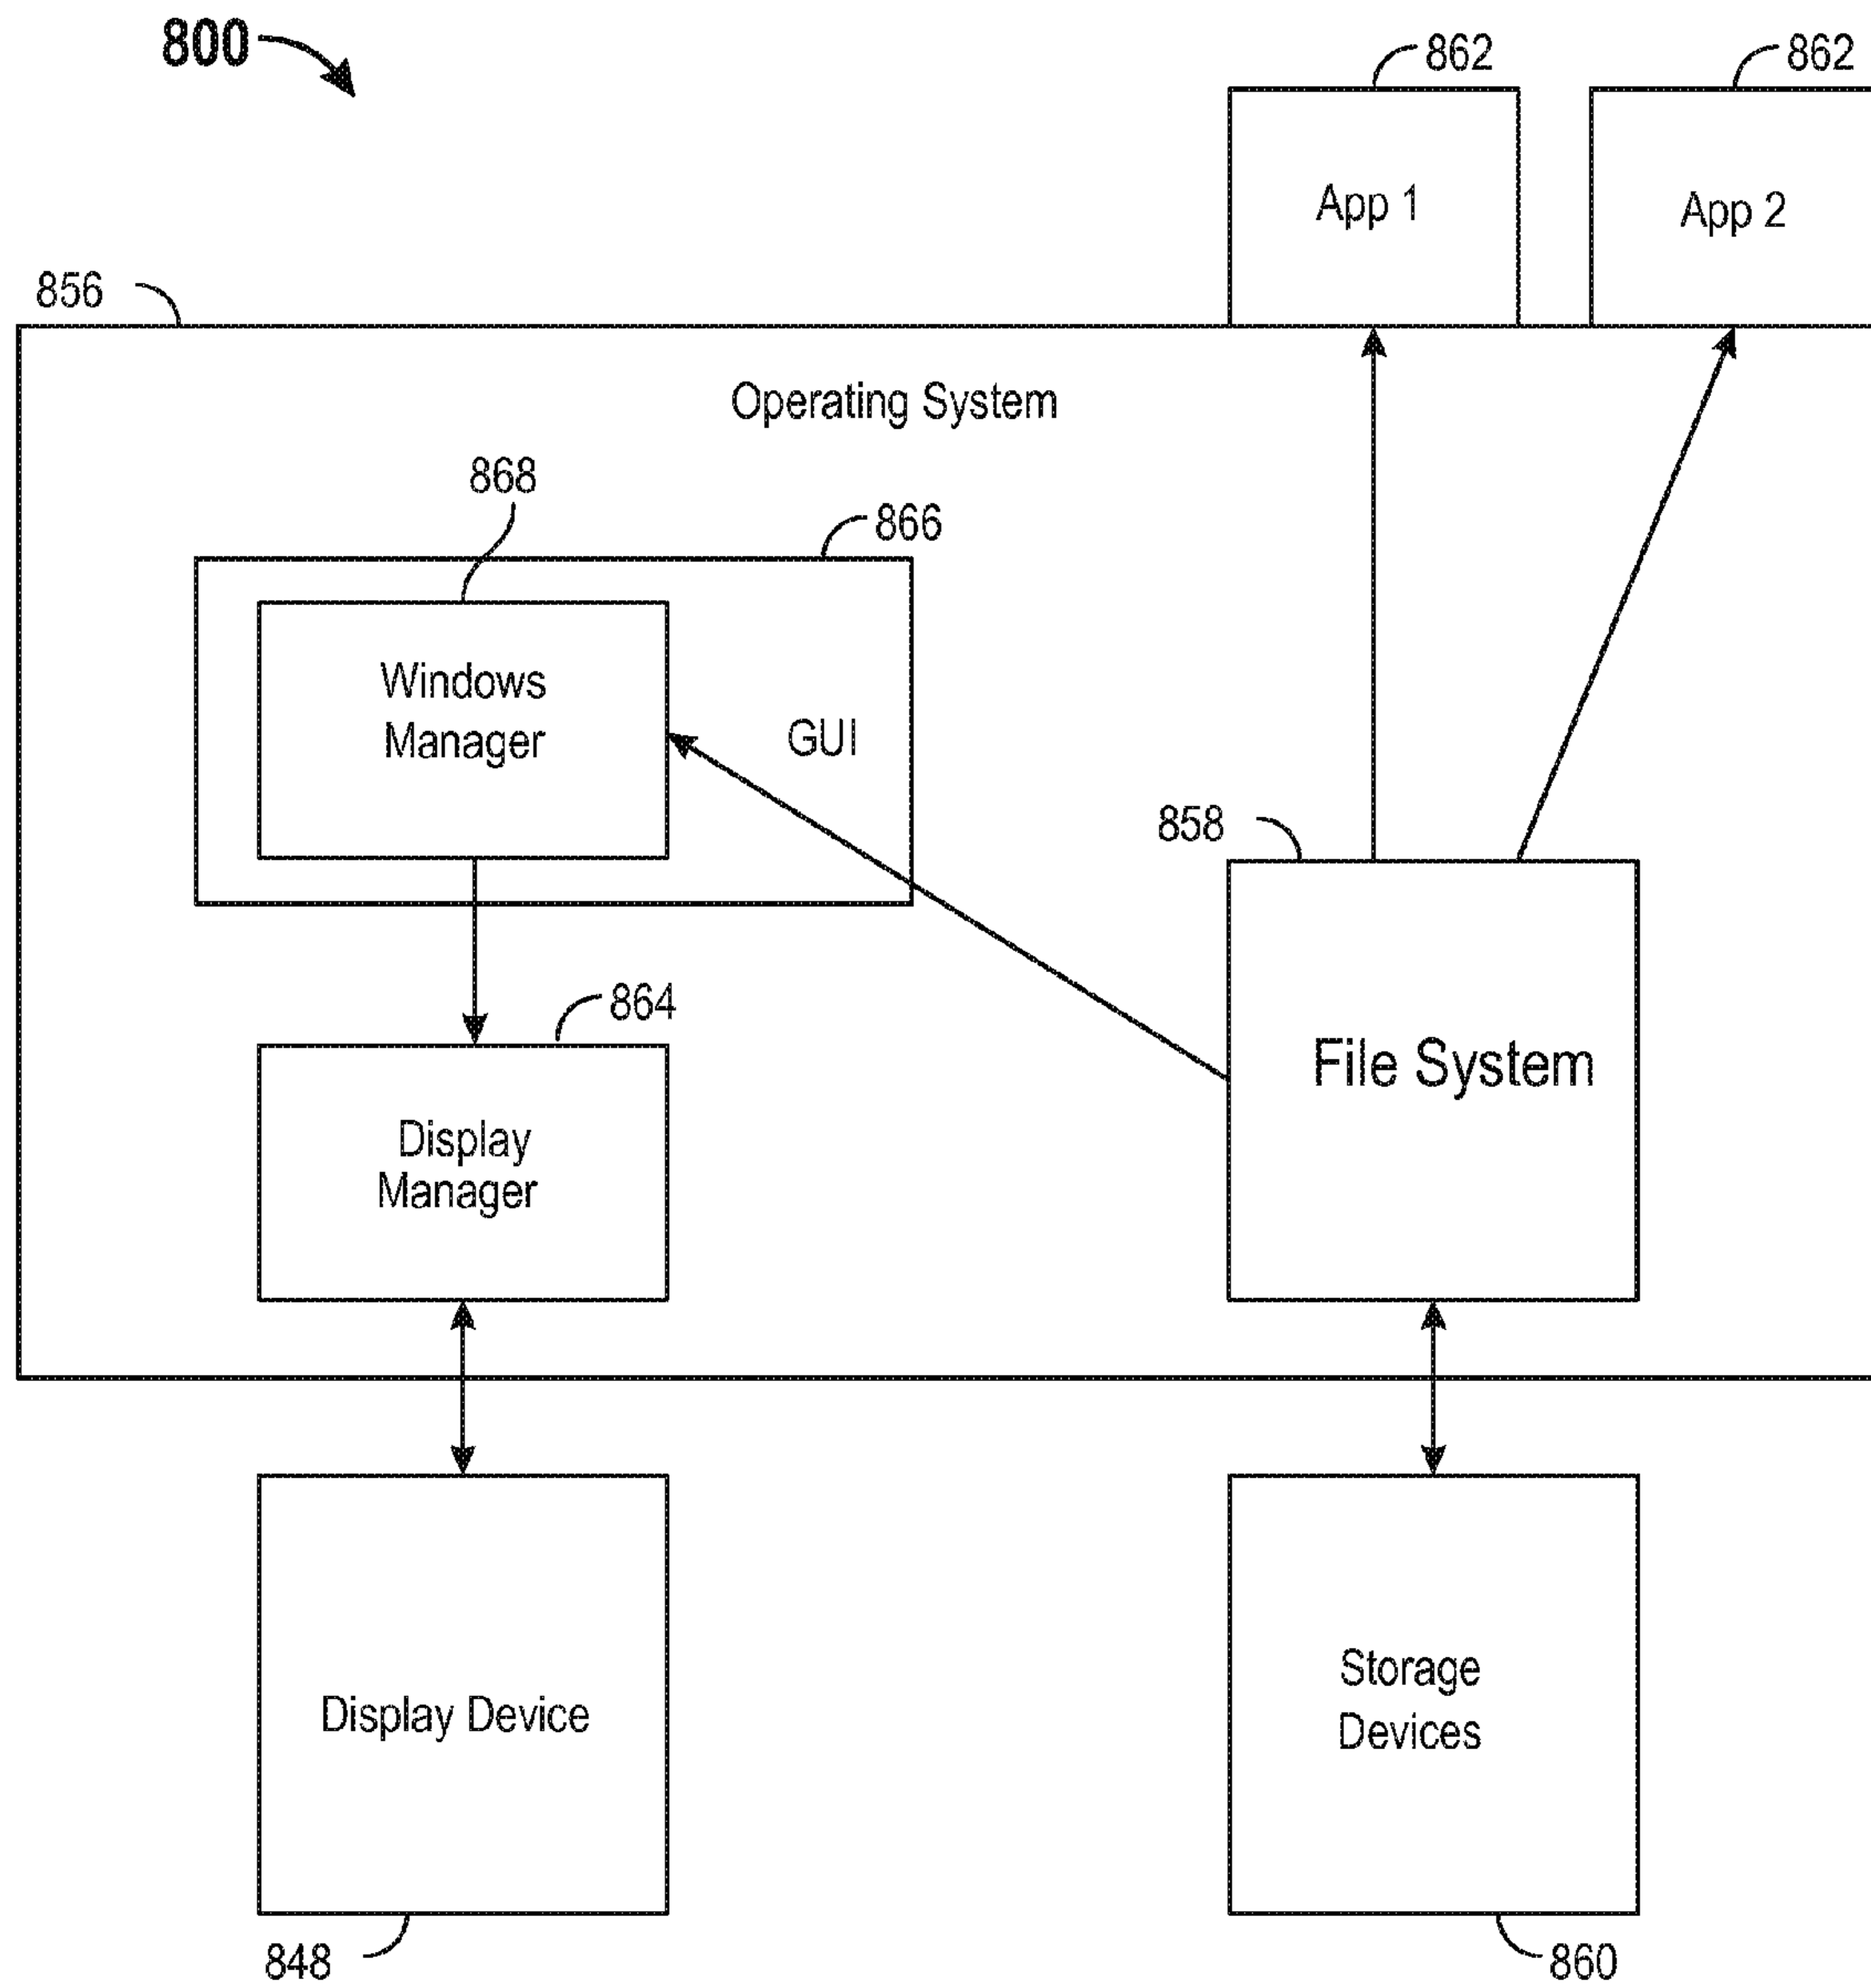 800
862
862
App 1
App 2
856
Operating System
868
866
Windows
Manager
GUI
858
864
File System
Display
Manager
Display Device
Storage
Devices
848
860